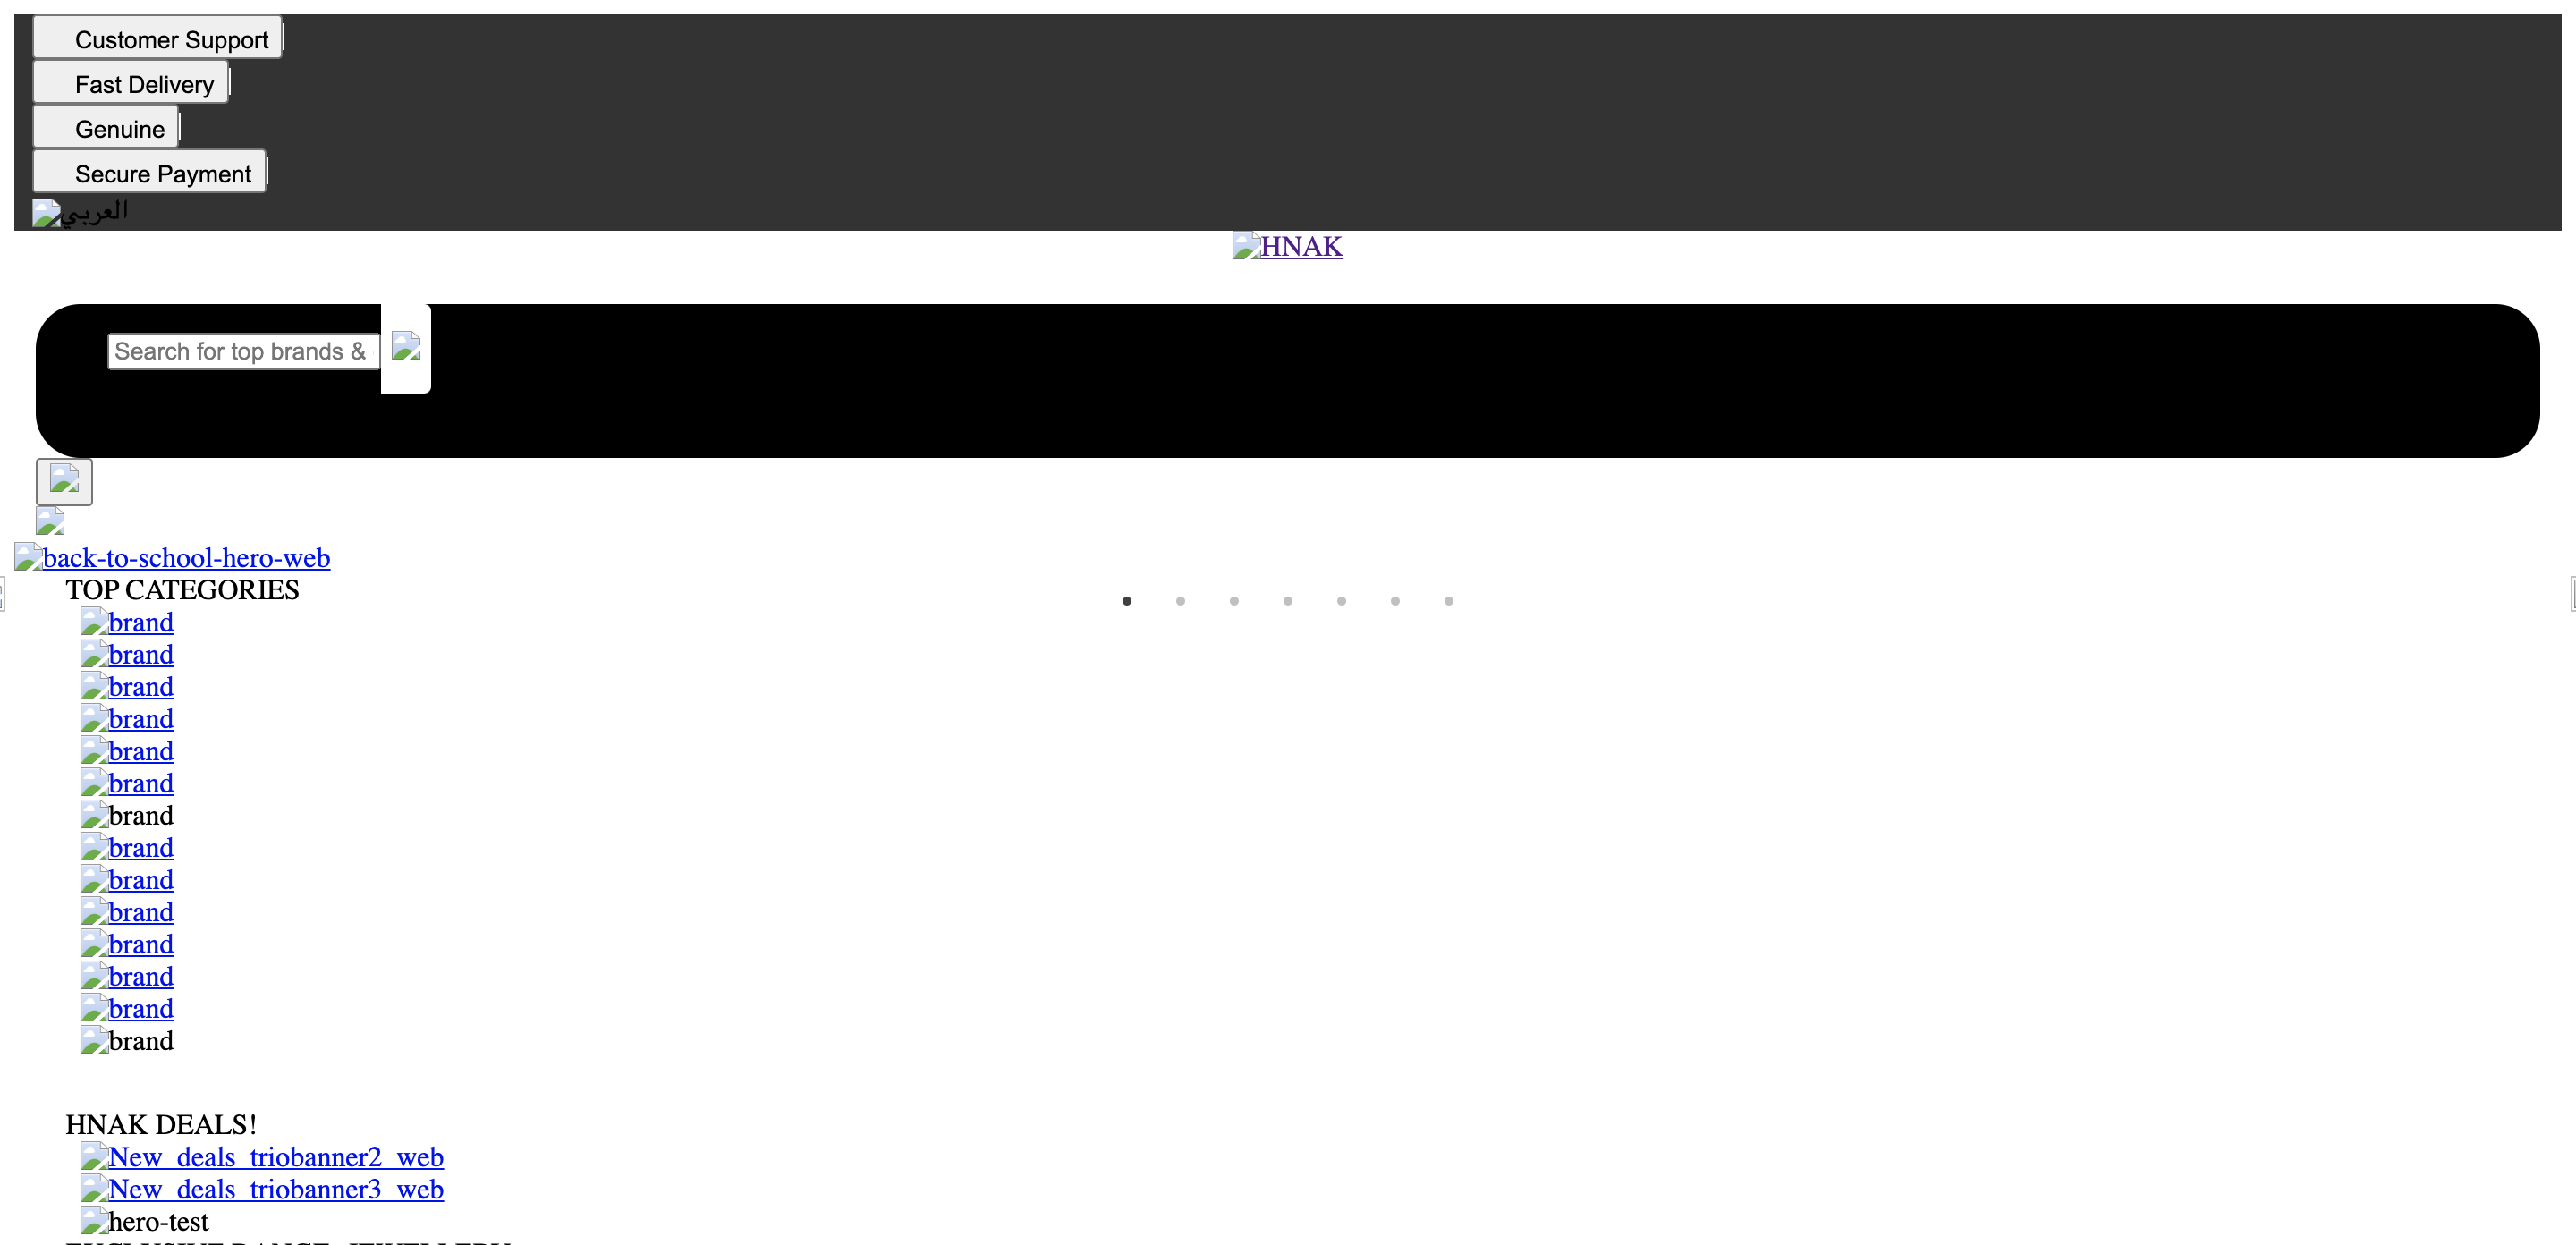 Customer Support
Fast Delivery
Genuine
Secure Payment
العربي
HNAK
Search for top brands &
back-to-school-hero-web
TOP CATEGORIES
brand
brand
brand
brand
brand
brand
brand
brand
brand
brand
brand
brand
brand
brand
HNAK DEALS!
New_deals_triobanner2_web
New_deals_triobanner3_web
hero-test